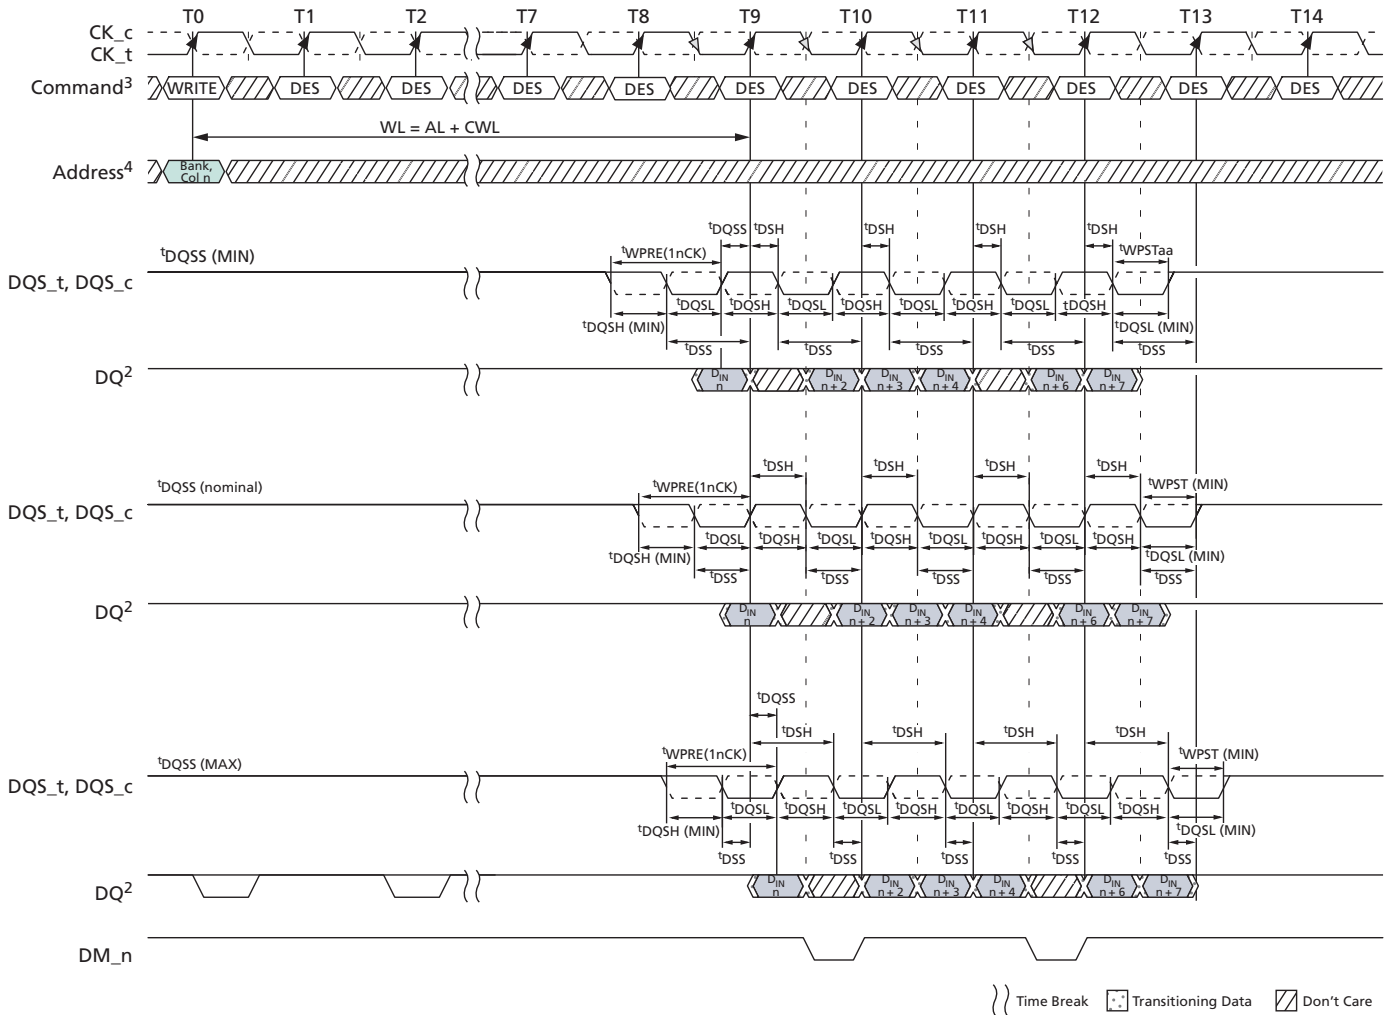 T0 T1 T2 T7 T8 T9 T10 T11 T12 T13 T14
CK_c
CK_t
Command3 WRITE DES DES DES DES DES DES DES DES DES DES
WL = AL + CWL
Address4 Bank,
Col n
tDQSS tDSH tDSH tDSH tDSH
tDQSS (MIN) tWPRE(1nCK) tWPSTaa
DQS_t, DQS_c
tDQSL tDQSH tDQSL tDQSH tDQSL tDQSH tDQSL tDQSH
tDQSH (MIN) tDQSL (MIN)
tDSS tDSS tDSS tDSS tDSS
DQ2 DIN DIN DIN DIN DIN DIN
n n + 2 n + 3 n + 4 n + 6 n + 7
tDSH tDSH tDSH tDSH
tDQSS (nominal) tWPRE(1nCK) tWPST (MIN)
DQS_t, DQS_c
tDQSL tDQSH tDQSL tDQSH tDQSL tDQSH tDQSL tDQSH
tDQSH (MIN) tDQSL (MIN)
tDSS tDSS tDSS tDSS tDSS
DQ2 DIN DIN DIN DIN DIN DIN
n n + 2 n + 3 n + 4 n + 6 n + 7
tDQSS
tDSH tDSH tDSH tDSH
tDQSS (MAX) tWPRE(1nCK) tWPST (MIN)
DQS_t, DQS_c
tDQSL tDQSH tDQSL tDQSH tDQSL tDQSH tDQSL tDQSH
tDQSH (MIN) tDQSL (MIN)
tDSS tDSS tDSS tDSS tDSS
DQ2 DIN DIN DIN DIN DIN DIN
n n + 2 n + 3 n + 4 n + 6 n + 7
DM_n
Time Break Transitioning Data Don't Care